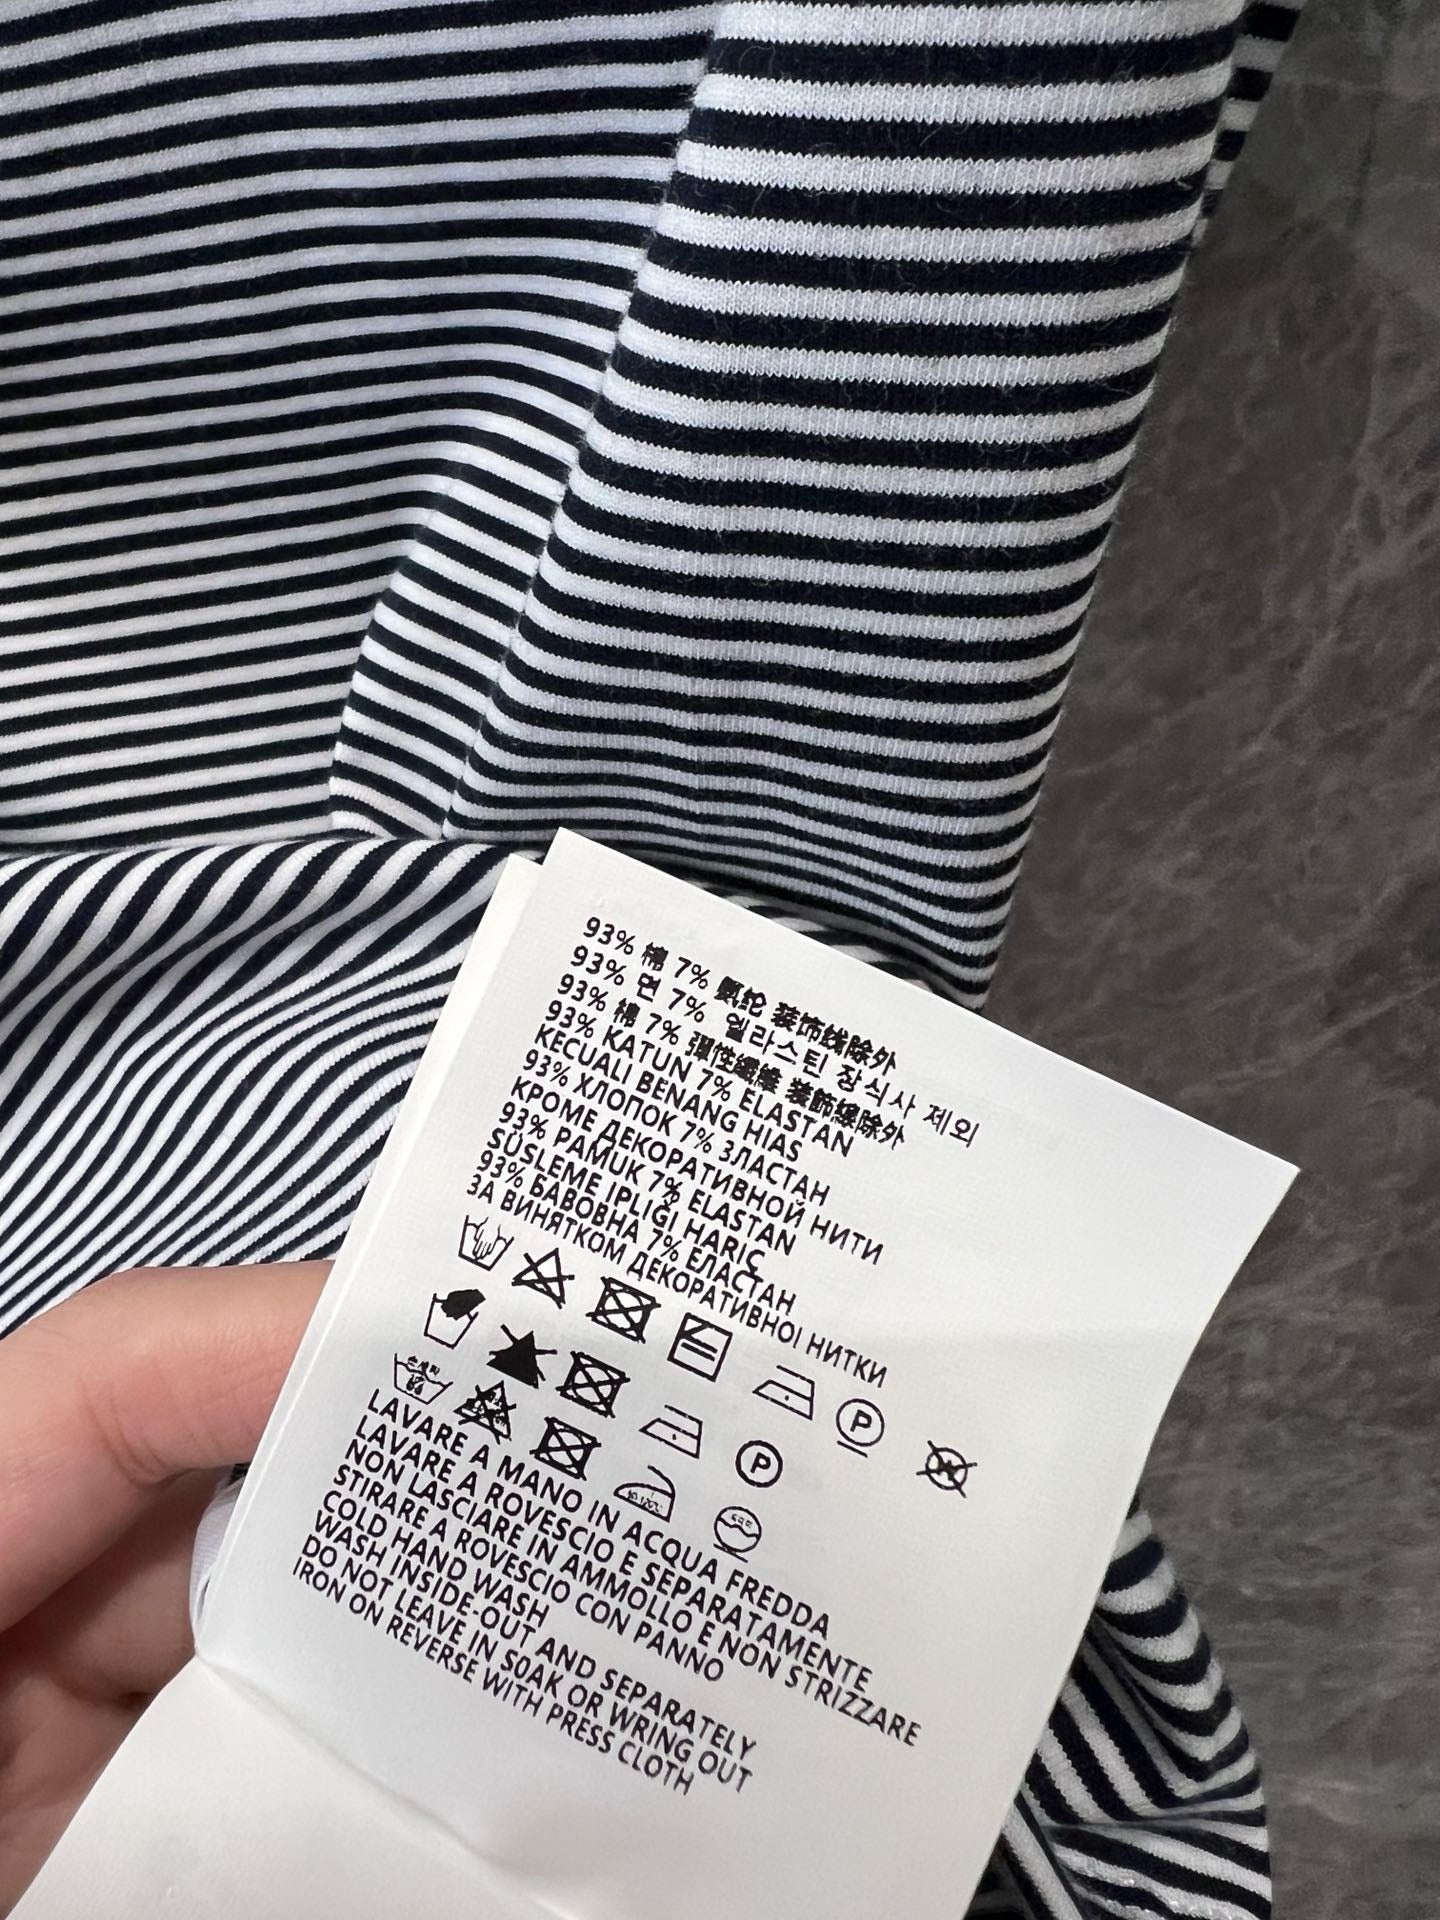 93% 棉 7% 氨纶 装饰线除外
93% 면 7% 엘라스틴 장식사 제외
93% 棉 7% 彈性纖維 裝飾線除外
93% KATUN 7% ELASTAN
KECUALI BENANG HIAS
93% ХЛОПОК 7% ЗЛАСТАН
КРОМЕ ДЕКОРАТИВНОЙ НИТИ
93% PAMUK 7% ELASTAN
SÜSLEME IPLIĞI HARIÇ
93% БАВОВНА 7% ЕЛАСТАН
ЗА ВИНЯТКОМ ДЕКОРАТИВНОІ НИТКИ
P
P
LAVARE A MANO IN ACQUA FREDDA
LAVARE A ROVESCIO E SEPARATAMENTE
NON LASCIARE IN AMMOLLO E NON STRIZZARE
STIRARE A ROVESCIO CON PANNO
COLD HAND WASH
WASH INSIDE-OUT AND SEPARATELY
DO NOT LEAVE IN SOAK OR WRING OUT
IRON ON REVERSE WITH PRESS CLOTH